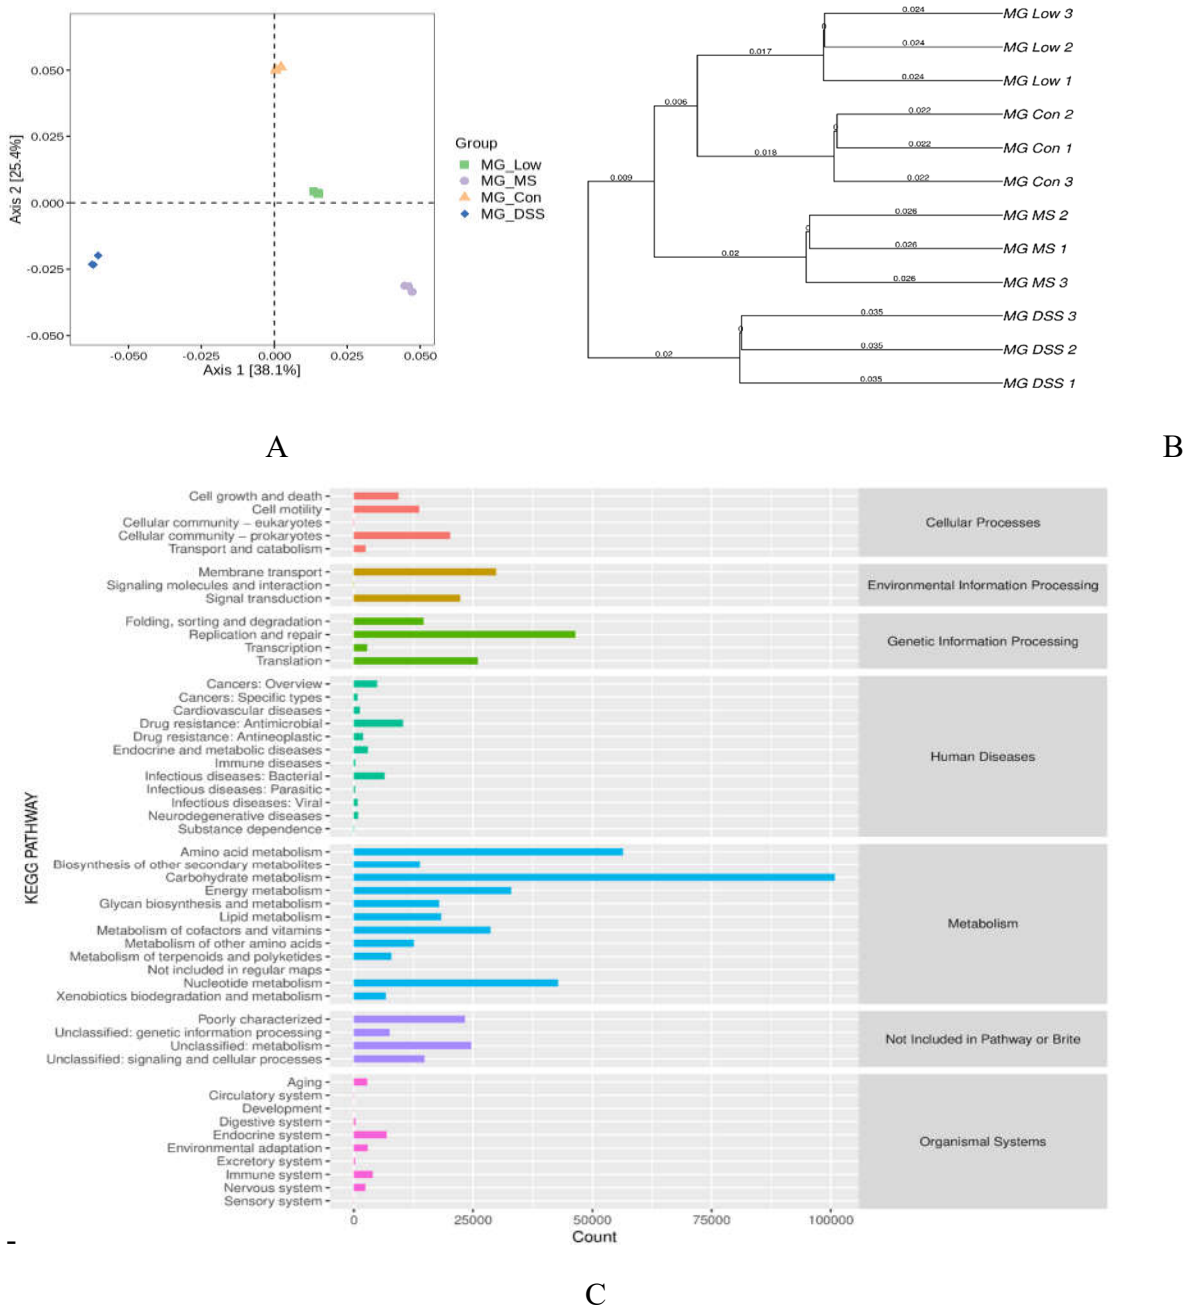 0.050
0.025
0.000
-0.025
-0.050
Axis 2 [25.4%]
-0.050
-0.025
0.000
0.025
0.050
Axis 1 [38.1%]
Group
MG_Low
MG_MS
MG_Con
MG_DSS
A
0.024
MG Low 3
0
0.024
MG Low 2
0.017
0.024
MG Low 1
0.006
0.022
MG Con 2
0
0.022
MG Con 1
0.018
0.022
MG Con 3
0.009
0.026
MG MS 2
0
0.026
MG MS 1
0.02
0.026
MG MS 3
0.035
MG DSS 3
0
0.035
MG DSS 2
0.02
0.035
MG DSS 1
B
KEGG PATHWAY
Cell growth and death
Cell motility
Cellular community – eukaryotes
Cellular community – prokaryotes
Transport and catabolism
Cellular Processes
Membrane transport
Signaling molecules and interaction
Signal transduction
Environmental Information Processing
Folding, sorting and degradation
Replication and repair
Transcription
Translation
Genetic Information Processing
Cancers: Overview
Cancers: Specific types
Cardiovascular diseases
Drug resistance: Antimicrobial
Drug resistance: Antineoplastic
Endocrine and metabolic diseases
Immune diseases
Infectious diseases: Bacterial
Infectious diseases: Parasitic
Infectious diseases: Viral
Neurodegenerative diseases
Substance dependence
Human Diseases
Amino acid metabolism
Biosynthesis of other secondary metabolites
Carbohydrate metabolism
Energy metabolism
Glycan biosynthesis and metabolism
Lipid metabolism
Metabolism of cofactors and vitamins
Metabolism of other amino acids
Metabolism of terpenoids and polyketides
Not included in regular maps
Nucleotide metabolism
Xenobiotics biodegradation and metabolism
Metabolism
Poorly characterized
Unclassified: genetic information processing
Unclassified: metabolism
Unclassified: signaling and cellular processes
Not Included in Pathway or Brite
Aging
Circulatory system
Development
Digestive system
Endocrine system
Environmental adaptation
Excretory system
Immune system
Nervous system
Sensory system
Organismal Systems
0
25000
50000
75000
100000
Count
-
C